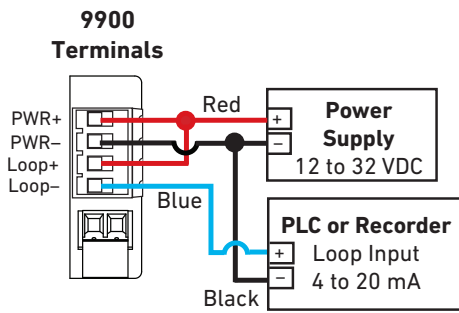 9900
Terminals
PWR+
PWR–
Loop+
Loop–
Red
Blue
Black
+
–
Power
Supply
12 to 32 VDC
PLC or Recorder
+
Loop Input
–
4 to 20 mA